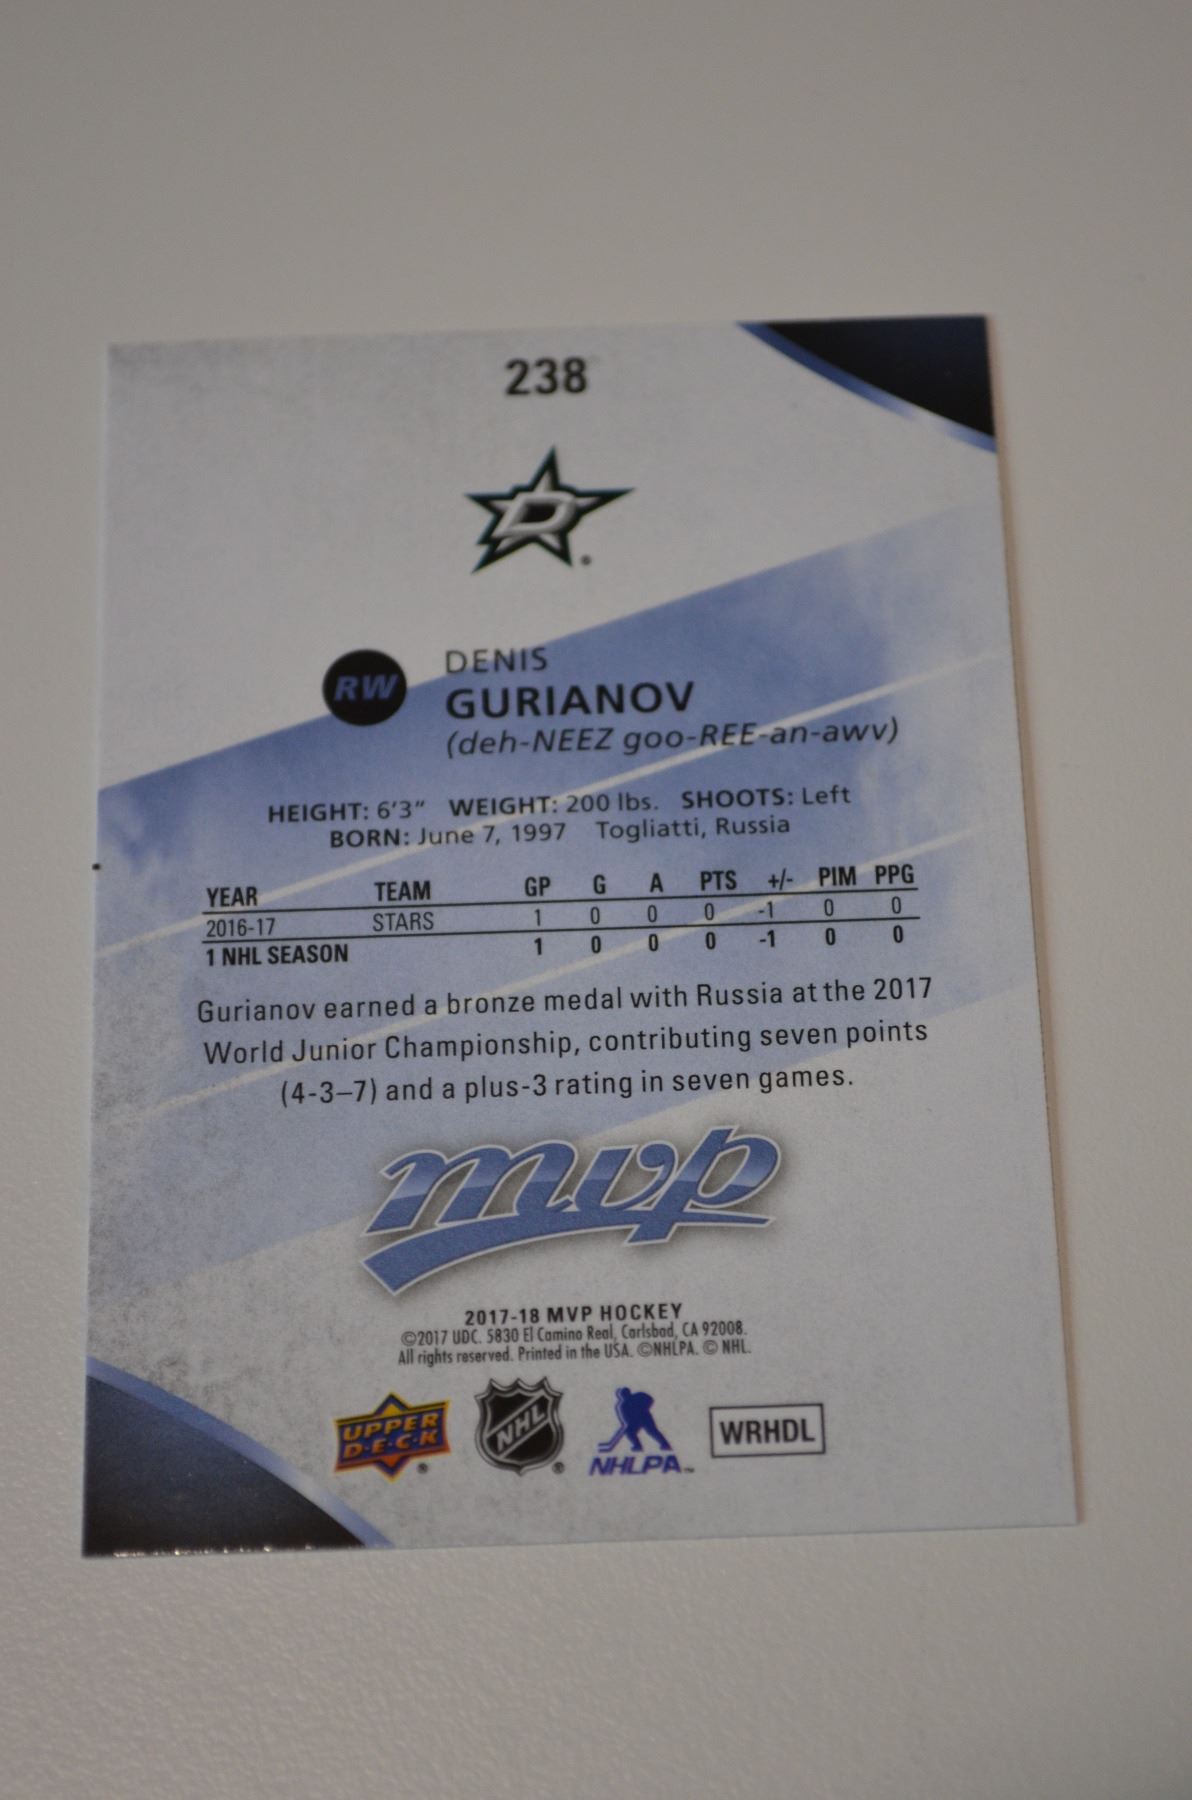 238
D
RW
DENIS
GURIANOV
(deh-NEEZ goo-REE-an-awv)
HEIGHT: 6'3" WEIGHT: 200 lbs. SHOOTS: Left
BORN: June 7, 1997 Togliatti, Russia
YEAR TEAM GP G A PTS +/- PIM PPG
2016-17 STARS 1 0 0 0 -1 0 0
1 NHL SEASON 1 0 0 0 -1 0 0
Gurianov earned a bronze medal with Russia at the 2017
World Junior Championship, contributing seven points
(4-3–7) and a plus-3 rating in seven games.
mvp
2017-18 MVP HOCKEY
©2017 UDC. 5830 El Camino Real, Carlsbad, CA 92008.
All rights reserved. Printed in the USA. ©NHLPA. © NHL.
UPPER
D·E·C·K ®
NHL ®
NHLPA™
WRHDL